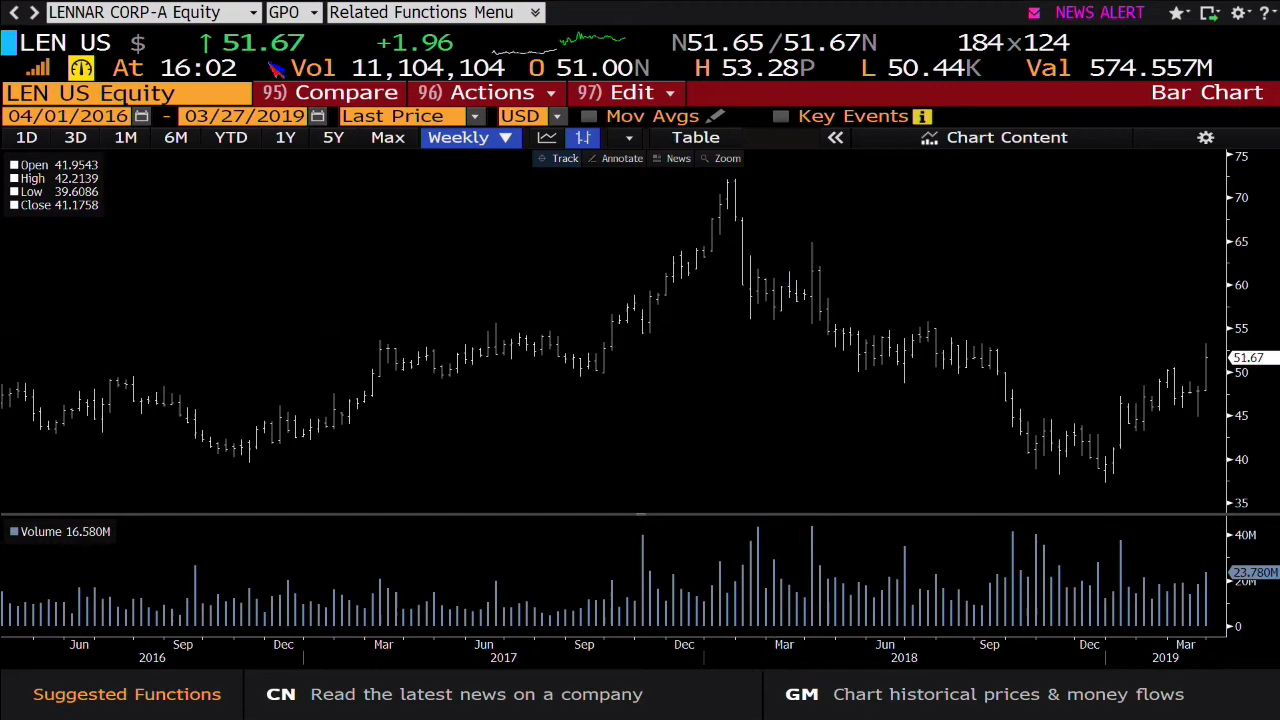 LENNAR CORP-A Equity GPO Related Functions Menu NEWS ALERT ?
LEN US $ ↑ 51.67 +1.96 N51.65 /51.67N 184x124
At 16:02 Vol 11,104,104 O 51.00N H 53.28P L 50.44K Val 574.557M
LEN US Equity 95) Compare 96) Actions 97) Edit Bar Chart
04/01/2016 - 03/27/2019 Last Price USD Mov Avgs Key Events i
1D 3D 1M 6M YTD 1Y 5Y Max Weekly ▼ Table « Chart Content
Track Annotate News Zoom
Open 41.9543
High 42.2139
Low 39.6086
Close 41.1758
75
70
65
60
55
51.67
50
45
40
35
Volume 16.580M
40M
23.780M
20M
0
Jun Sep Dec Mar Jun Sep Dec Mar Jun Sep Dec Mar
2016 2017 2018 2019
Suggested Functions CN Read the latest news on a company GM Chart historical prices & money flows